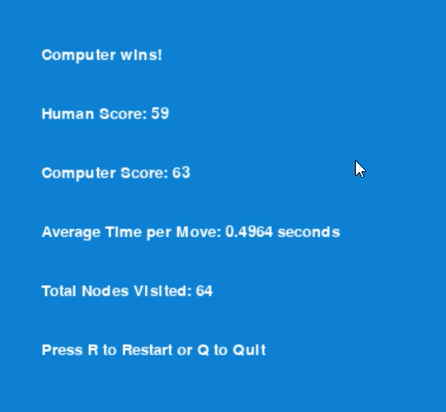 Computer wins!
Human Score: 59
Computer Score: 63
Average Time per Move: 0.4964 seconds
Total Nodes Visited: 64
Press R to Restart or Q to Quit